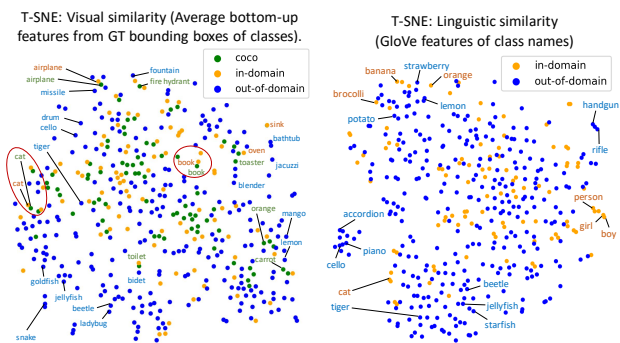 T-SNE: Visual similarity (Average bottom-up
features from GT bounding boxes of classes).
coco
in-domain
out-of-domain
airplane
airplane
missile
fountain
fire hydrant
drum
cello
tiger
cat
cat
book
book
sink
bathtub
oven
toaster
jacuzzi
blender
orange
mango
lemon
carrot
toilet
bidet
goldfish
jellyfish
beetle
ladybug
snake
T-SNE: Linguistic similarity
(GloVe features of class names)
in-domain
out-of-domain
strawberry
banana
orange
brocolli
lemon
potato
handgun
rifle
person
girl
boy
accordion
piano
cello
cat
tiger
beetle
jellyfish
starfish